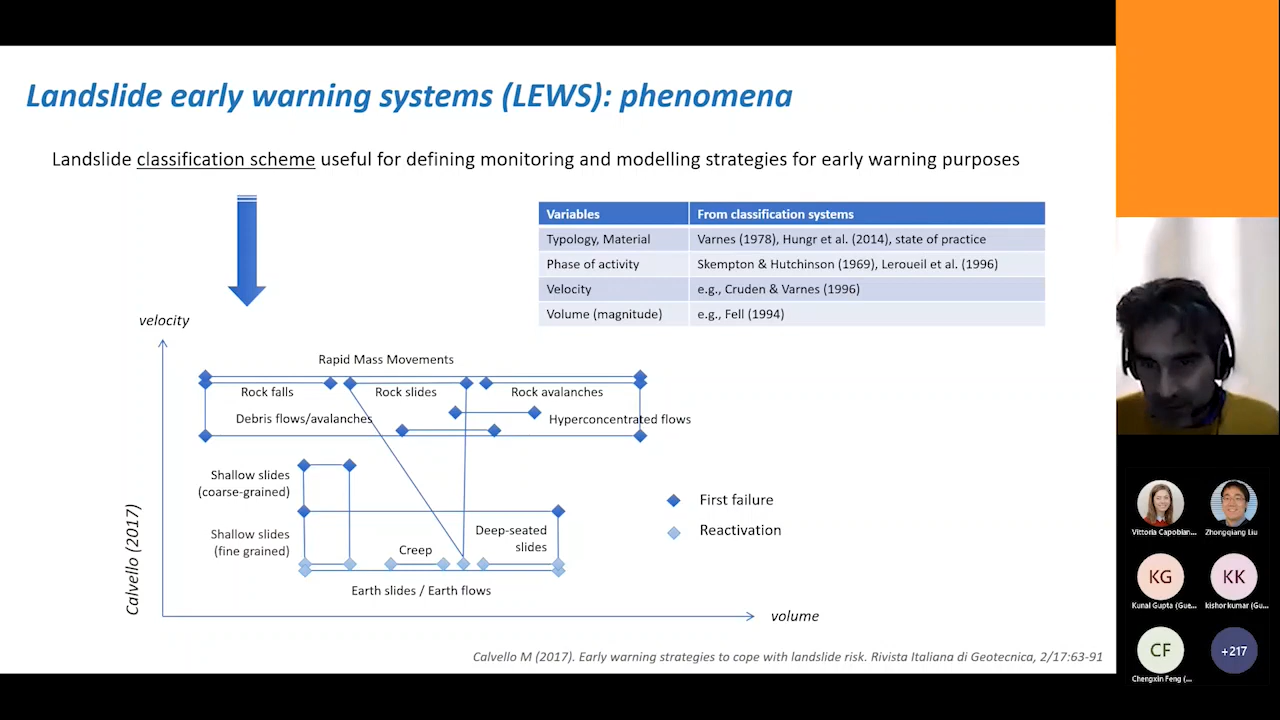 Landslide early warning systems (LEWS): phenomena
Landslide classification scheme useful for defining monitoring and modelling strategies for early warning purposes
Variables From classification systems
Typology, Material Varnes (1978), Hungr et al. (2014), state of practice
Phase of activity Skempton & Hutchinson (1969), Leroueil et al. (1996)
Velocity e.g., Cruden & Varnes (1996)
Volume (magnitude) e.g., Fell (1994)
velocity
Rapid Mass Movements
Rock falls Rock slides Rock avalanches
Debris flows/avalanches Hyperconcentrated flows
Shallow slides
(coarse-grained)
Shallow slides
(fine grained)
Creep
Deep-seated
slides
Earth slides / Earth flows
First failure
Reactivation
Calvello (2017)
volume
Calvello M (2017). Early warning strategies to cope with landslide risk. Rivista Italiana di Geotecnica, 2/17:63-91
Vittoria Capobian... Zhongqiang Liu
KG KK
Kunal Gupta (Gue... kishor kumar (Gu...
CF +217
Chengxin Feng (...